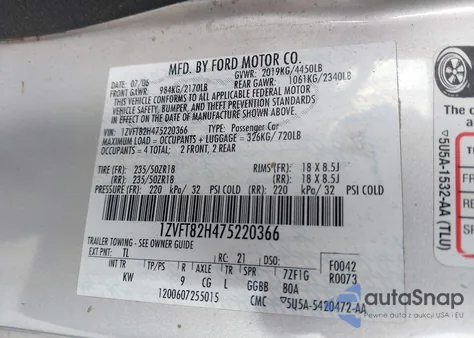 MFD. BY FORD MOTOR CO.
DATE: 07/06 GVWR: 2019KG/4450LB
FRONT GAWR: 984KG/2170LB REAR GAWR: 1061KG/2340LB
THIS VEHICLE CONFORMS TO ALL APPLICABLE FEDERAL MOTOR
VEHICLE SAFETY, BUMPER, AND THEFT PREVENTION STANDARDS
IN EFFECT ON THE DATE OF MANUFACTURE SHOWN ABOVE.
VIN: 1ZVFT82H475220366 TYPE: Passenger Car
MAXIMUM LOAD = OCCUPANTS + LUGGAGE = 326KG/720LB
OCCUPANTS = 4 TOTAL: 2 FRONT, 2 REAR
TIRE (FR): 235/50ZR18 RIMS(FR): 18 X 8.5J
(RR): 235/50ZR18 (RR): 18 X 8.5J
PRESSURE (FR): 220 kPa/ 32 PSI COLD (RR): 220 kPa/ 32 PSI COLD
1ZVFT82H475220366
TRAILER TOWING - SEE OWNER GUIDE
EXT PNT: TL RC: 21 DSO: F0042
INT TR TP/PS R AXLE TR SPR 7ZF1G R0073
KW 9 CG L GGBB BOA
1200607255015 CMC ▽5U5A-5420472-AA
▽5U5A-1532-AA (TLU)
autoSnap